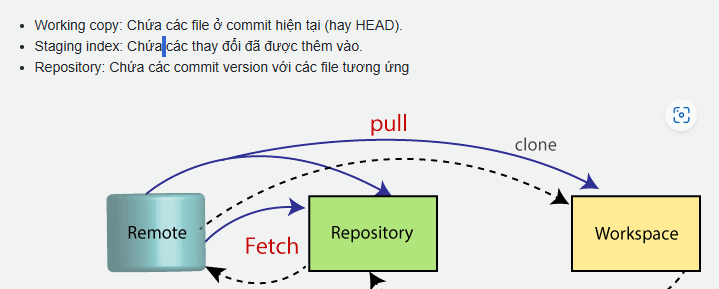 Working copy: Chứa các file ở commit hiện tại (hay HEAD).
Staging index: Chứa các thay đổi đã được thêm vào.
Repository: Chứa các commit version với các file tương ứng
pull
clone
Remote
Repository
Workspace
Fetch